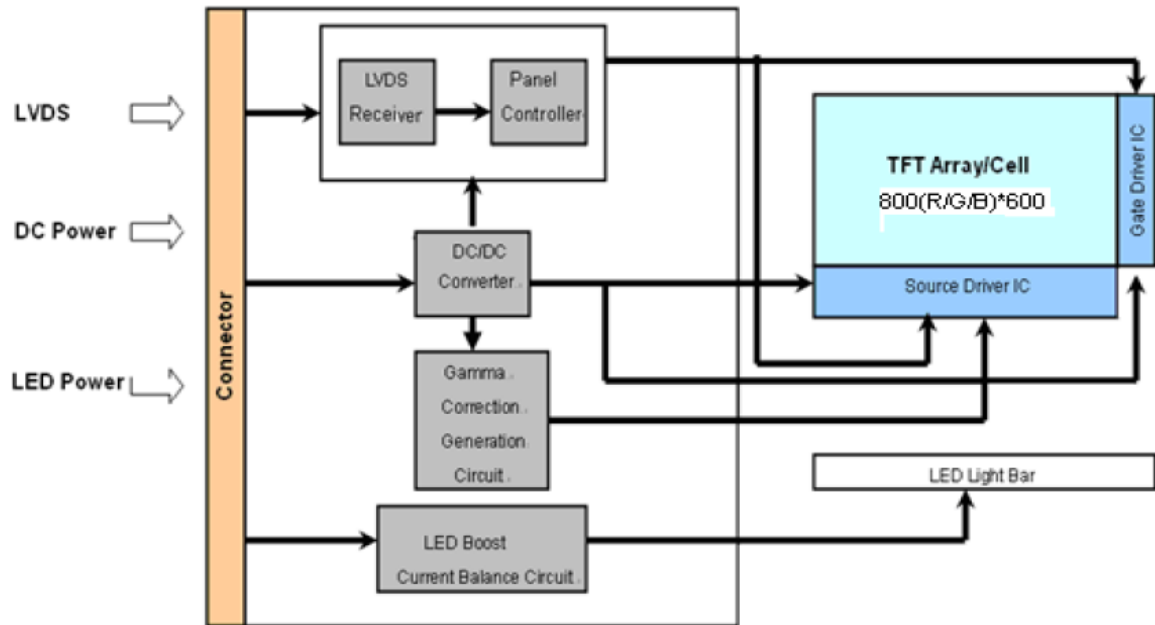 LVDS
DC Power
LED Power
Connector
LVDS
Receiver
Panel
Controller
DC/DC
Converter
Gamma
Correction
Generation
Circuit
LED Boost
Current Balance Circuit
TFT Array/Cell
800(R/G/B)*600
Gate Driver IC
Source Driver IC
LED Light Bar